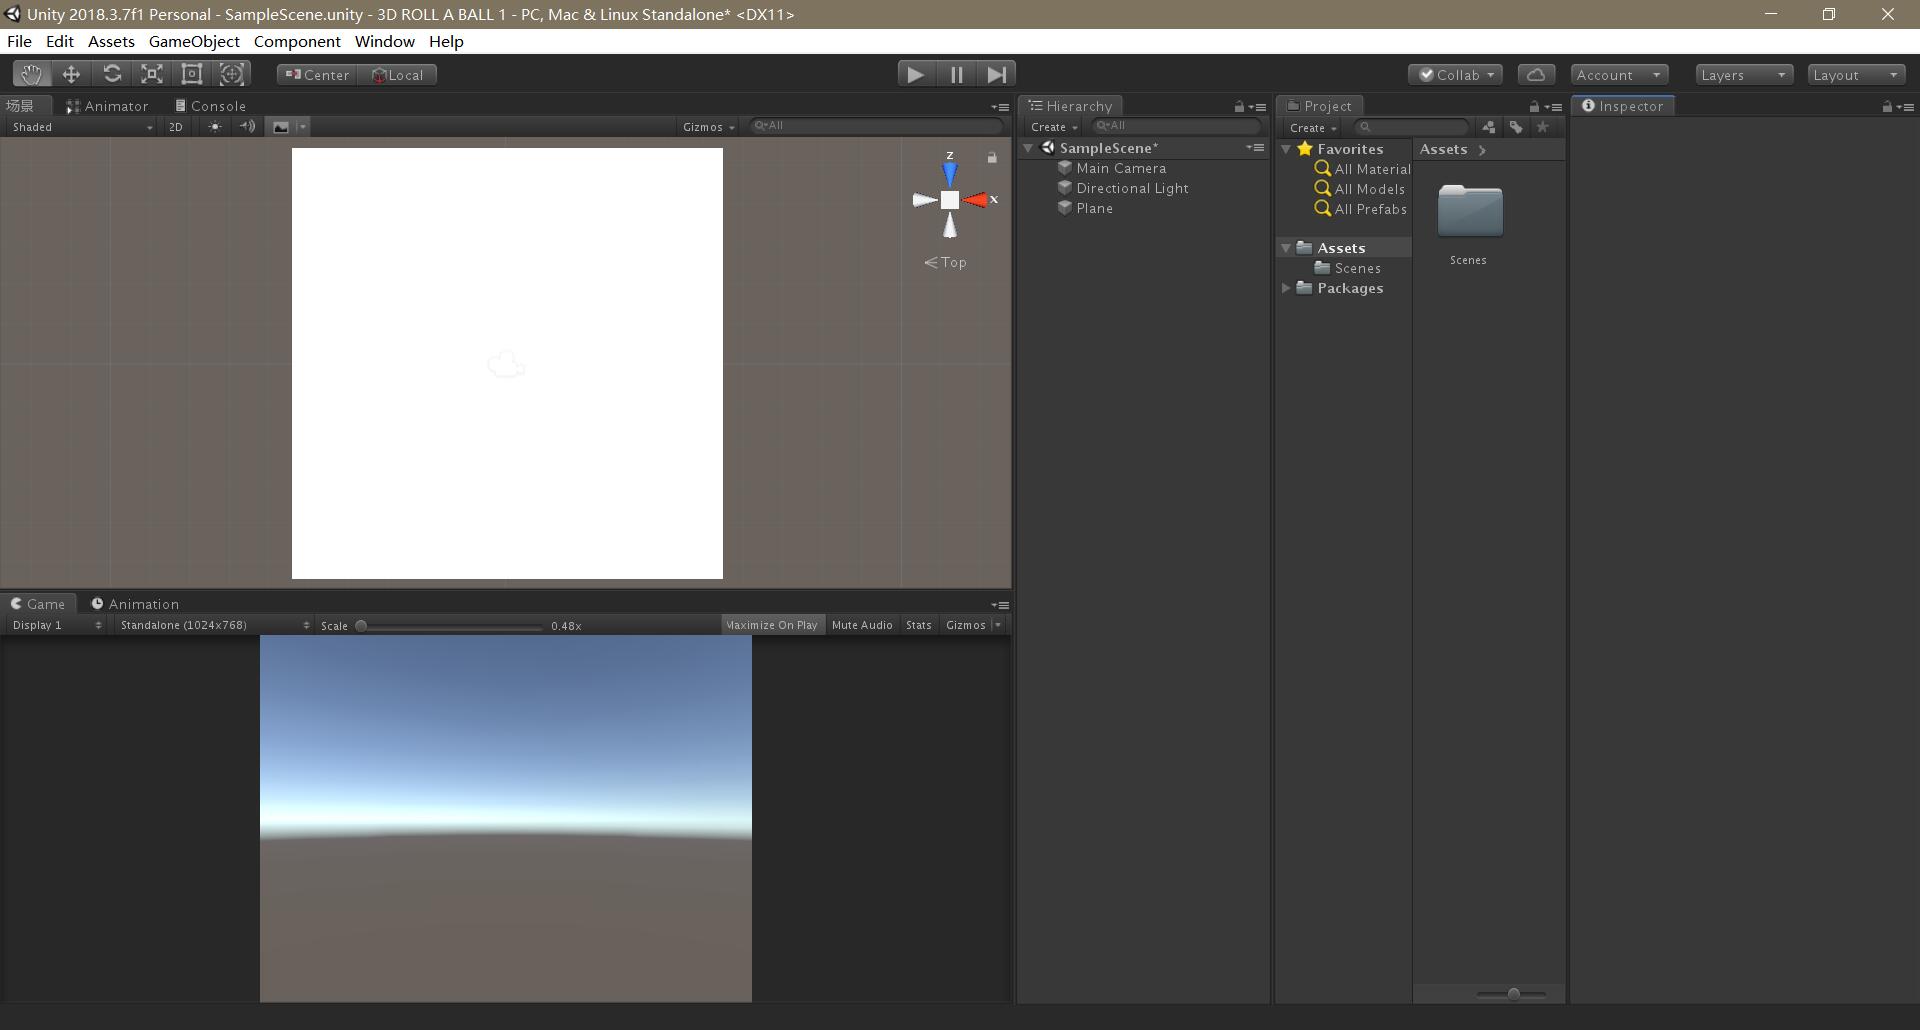 Unity 2018.3.7f1 Personal - SampleScene.unity - 3D ROLL A BALL 1 - PC, Mac & Linux Standalone* <DX11>
File Edit Assets GameObject Component Window Help
Center Local Collab Account Layers Layout
场景 Animator Console
Shaded 2D Gizmos All
z
x
Top
Game Animation
Display 1 Standalone (1024x768) Scale 0.48x Maximize On Play Mute Audio Stats Gizmos
Hierarchy
Create All
SampleScene*
Main Camera
Directional Light
Plane
Project
Create
Favorites
All Material
All Models
All Prefabs
Assets
Scenes
Packages
Assets
Scenes
Inspector